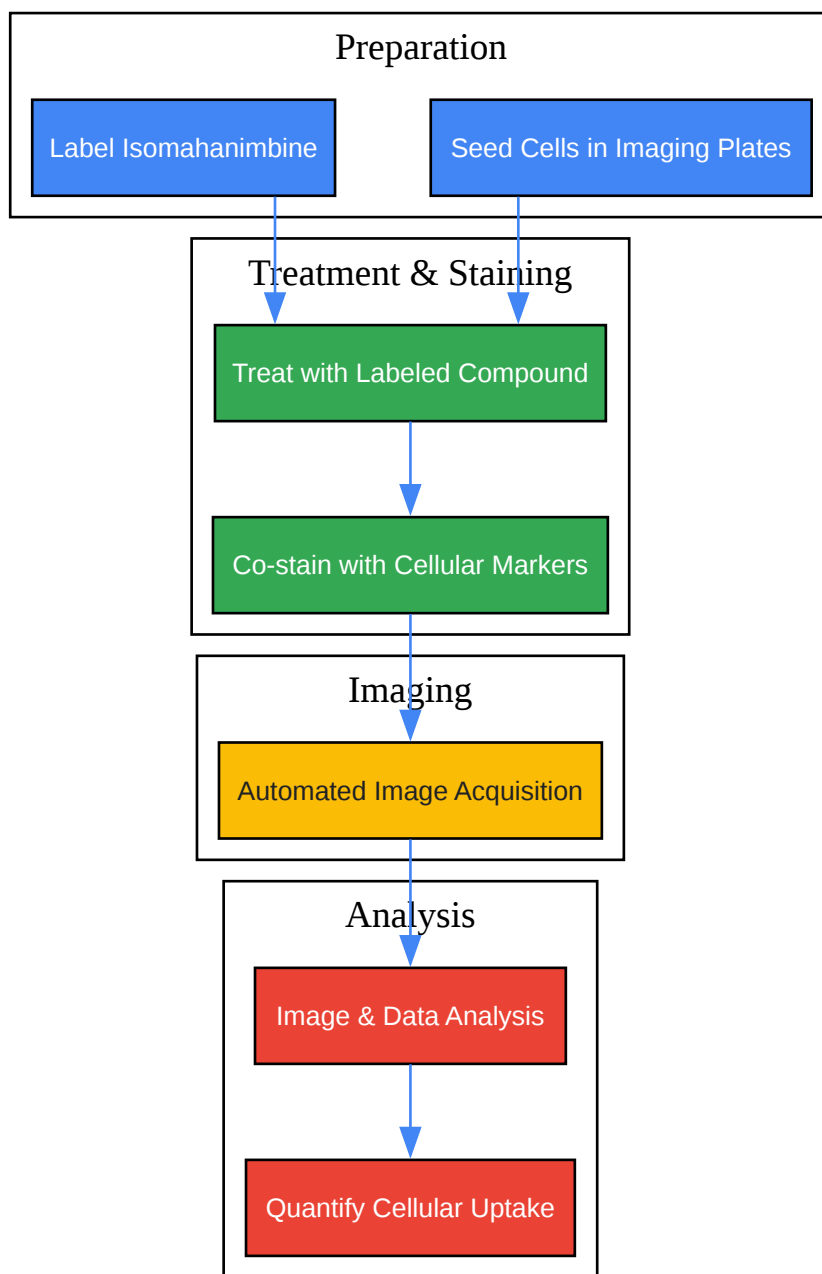 Preparation
Label Isomahanimbine
Seed Cells in Imaging Plates
Treatment & Staining
Treat with Labeled Compound
Co-stain with Cellular Markers
Imaging
Automated Image Acquisition
Analysis
Image & Data Analysis
Quantify Cellular Uptake